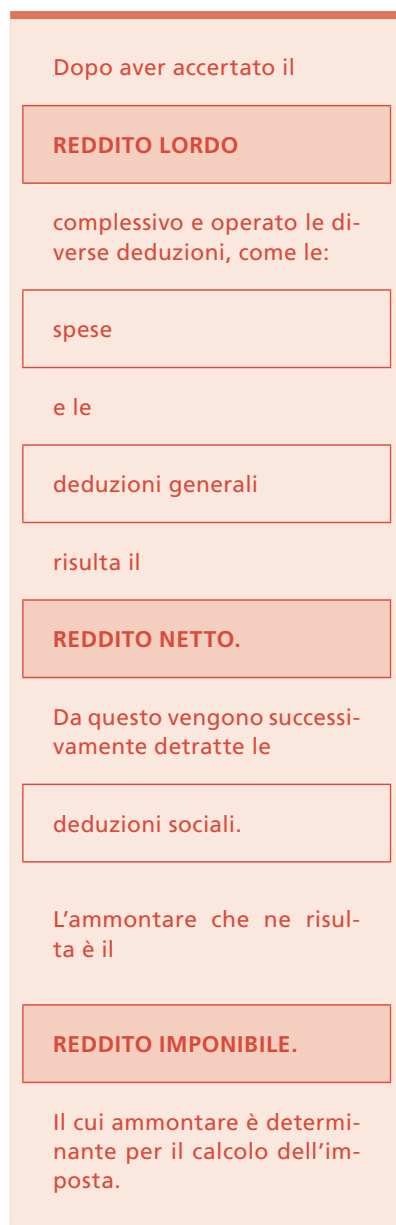 Dopo aver accertato il
REDDITO LORDO
complessivo e operato le di-
verse deduzioni, come le:
spese
e le
deduzioni generali
risulta il
REDDITO NETTO.
Da questo vengono successi-
vamente detratte le
deduzioni sociali.
L'ammontare che ne risul-
ta è il
REDDITO IMPONIBILE.
Il cui ammontare è determi-
nante per il calcolo dell'im-
posta.